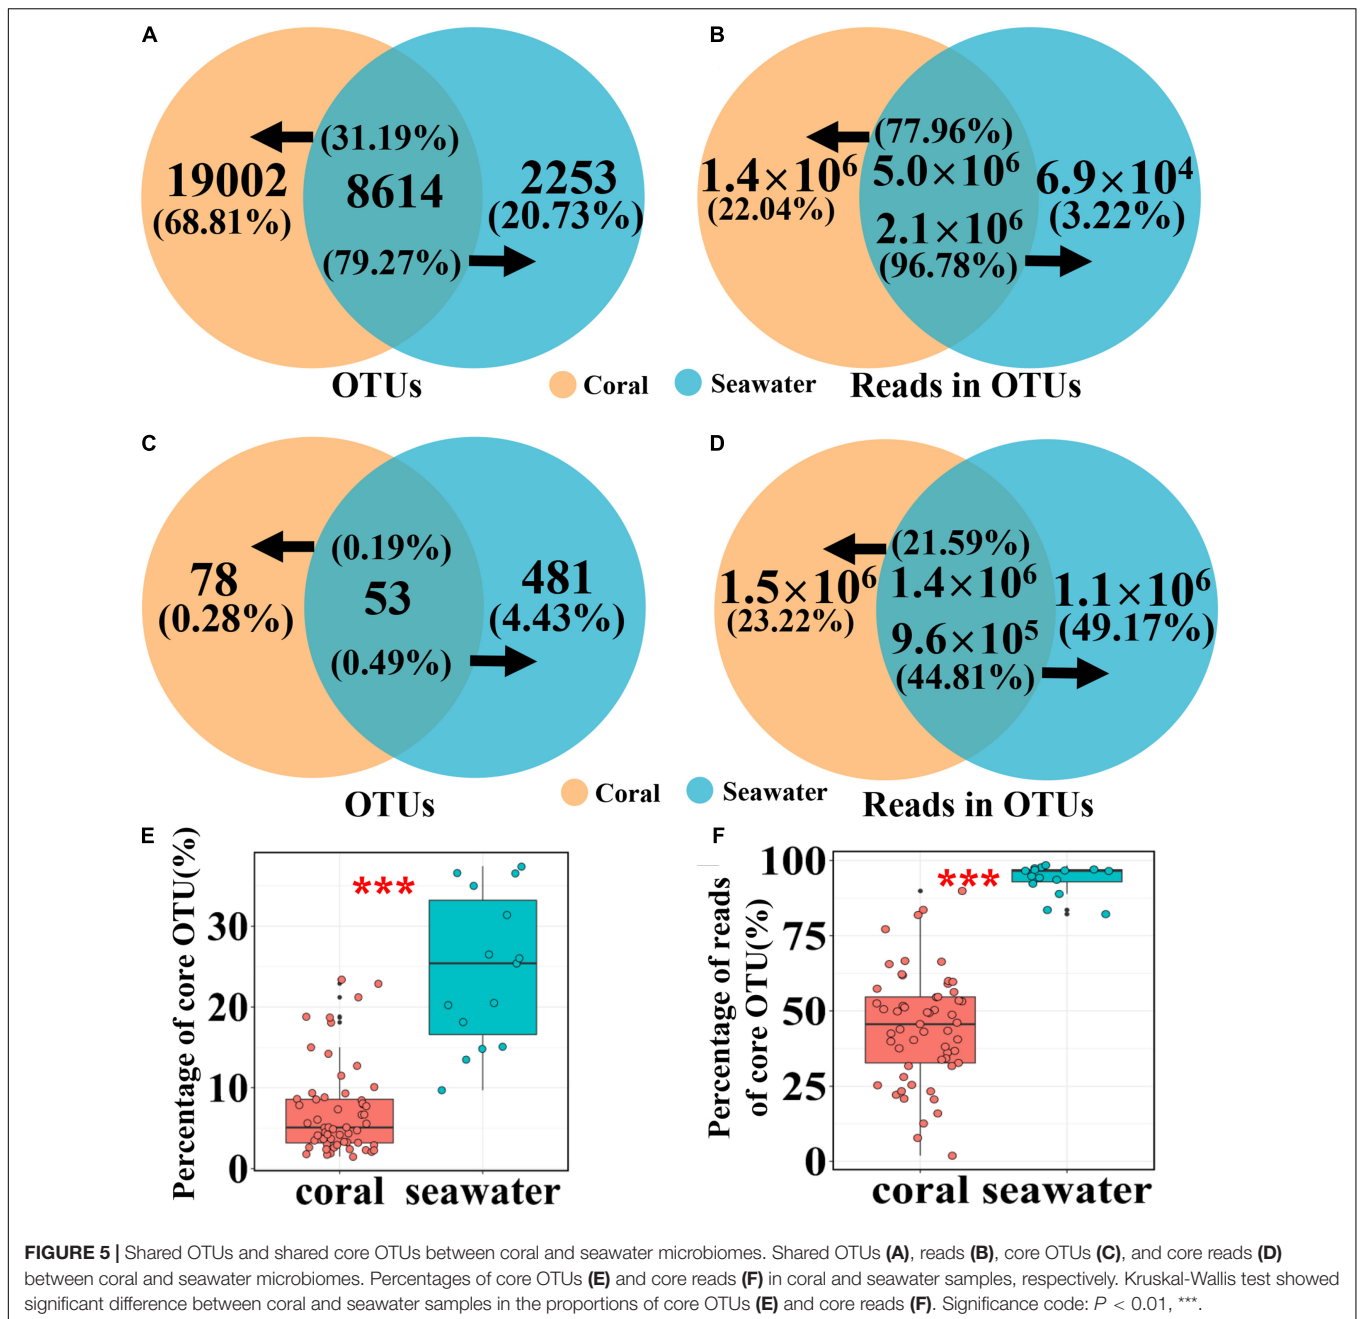 A
B
(31.19%)
19002
(68.81%)
8614
2253
(20.73%)
(79.27%)
(77.96%)
1.4×10⁶
(22.04%)
5.0×10⁶
6.9×10⁴
(3.22%)
2.1×10⁶
(96.78%)
OTUs
Coral
Seawater
Reads in OTUs
C
D
(0.19%)
78
(0.28%)
53
481
(4.43%)
(0.49%)
(21.59%)
1.5×10⁶
(23.22%)
1.4×10⁶
1.1×10⁶
(49.17%)
9.6×10⁵
(44.81%)
OTUs
Coral
Seawater
Reads in OTUs
E
Percentage of core OTU(%)
30
20
10
0
***
coral
seawater
F
Percentage of reads
of core OTU(%)
100
75
50
25
0
***
coral
seawater
FIGURE 5 | Shared OTUs and shared core OTUs between coral and seawater microbiomes. Shared OTUs (A), reads (B), core OTUs (C), and core reads (D)
between coral and seawater microbiomes. Percentages of core OTUs (E) and core reads (F) in coral and seawater samples, respectively. Kruskal-Wallis test showed
significant difference between coral and seawater samples in the proportions of core OTUs (E) and core reads (F). Significance code: P < 0.01, ***.